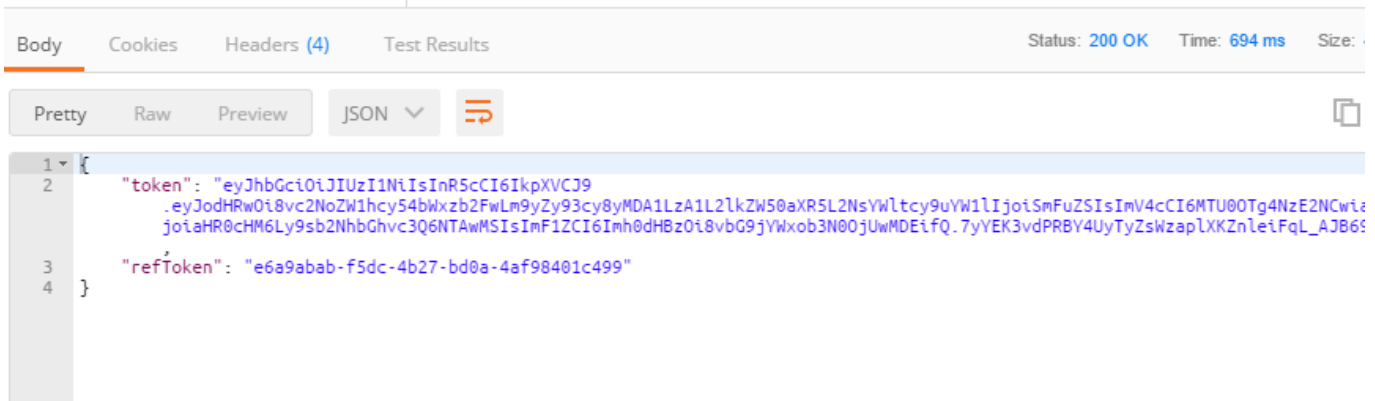 Body Cookies Headers (4) Test Results Status: 200 OK Time: 694 ms Size:
Pretty Raw Preview JSON
1 {
2 "token": "eyJhbGciOiJIUzI1NiIsInR5cCI6IkpXVCJ9
.eyJodHRwOi8vc2NoZW1hcy54bWxzb2FwLm9yZy93cy8yMDA1LzA1L2lkZW50aXR5L2NsYWltcy9uYW1lIjoiSmFuZSIsImV4cCI6MTU0OTg4NzE2NCwia
joiaHR0cHM6Ly9sb2NhbGhvc3Q6NTAwMSIsImF1ZCI6Imh0dHBzOi8vbG9jYWxob3N0OjUwMDEifQ.7yYEK3vdPRBY4UyTyZsWzaplXKZnleiFqL_AJB69
,
3 "refToken": "e6a9abab-f5dc-4b27-bd0a-4af98401c499"
4 }